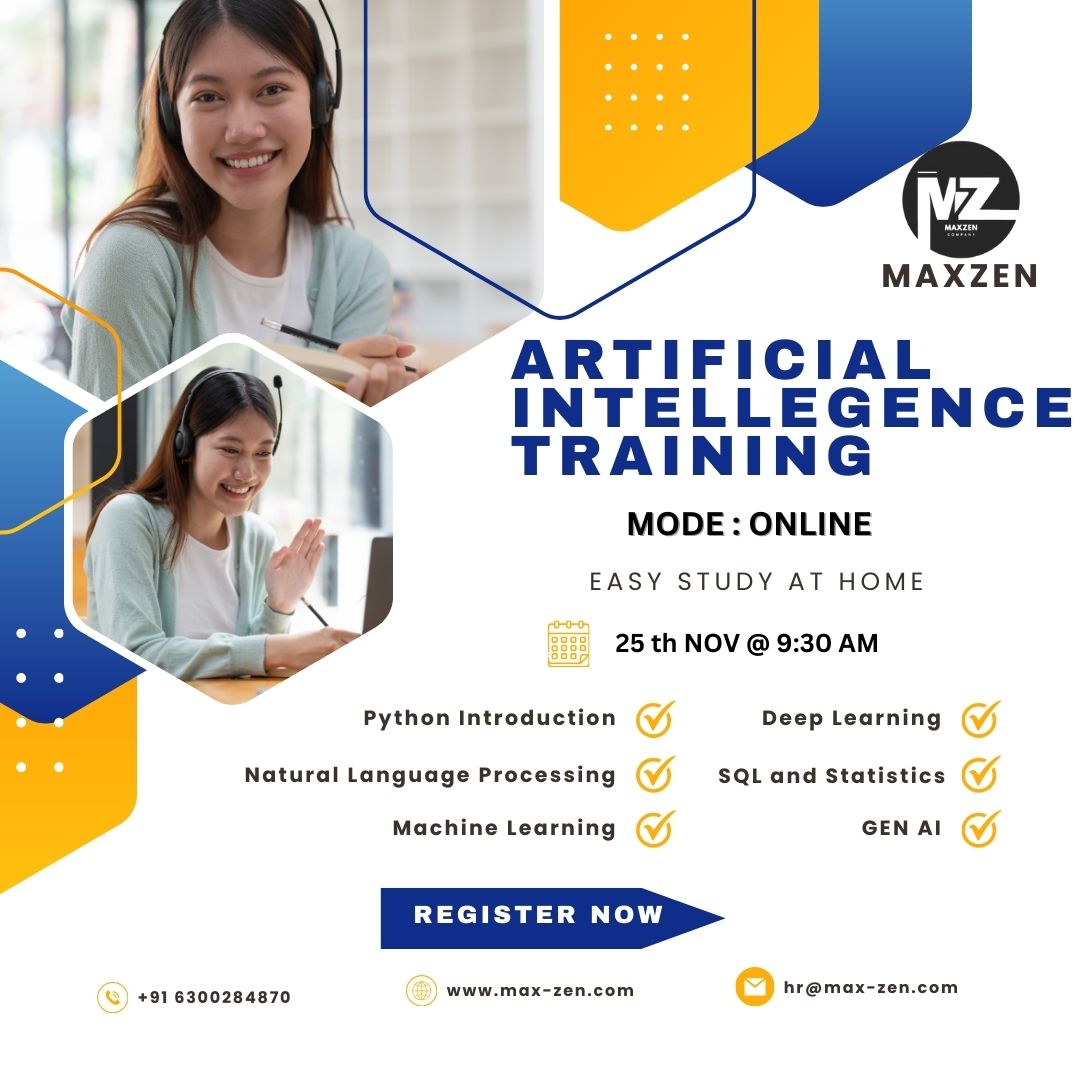 MZ
MAXZEN
COMPANY
MAXZEN
ARTIFICIAL
INTELLEGENCE
TRAINING
MODE : ONLINE
EASY STUDY AT HOME
25 th NOV @ 9:30 AM
Python Introduction
Deep Learning
Natural Language Processing
SQL and Statistics
Machine Learning
GEN AI
REGISTER NOW
+91 6300284870
www.max-zen.com
hr@max-zen.com